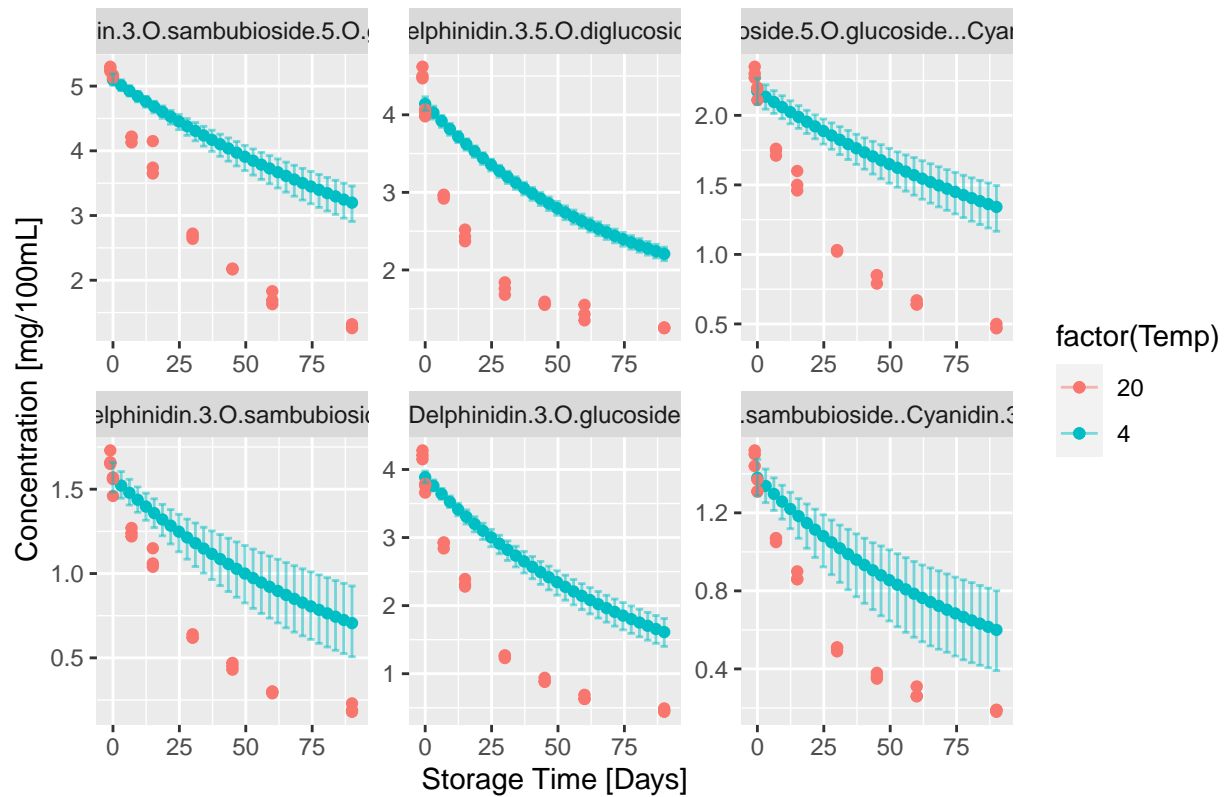 in.3.O.sambubioside.5.O.g
elphinidin.3.5.O.diglucosid
oside.5.O.glucoside...Cyan
5
4
3
2
0 25 50 75
4
3
2
0 25 50 75
2.0
1.5
1.0
0.5
0 25 50 75
elphinidin.3.O.sambubiosid
Delphinidin.3.O.glucoside
.sambubioside..Cyanidin.3
1.5
1.0
0.5
0 25 50 75
4
3
2
1
0 25 50 75
1.2
0.8
0.4
0 25 50 75
Concentration [mg/100mL]
Storage Time [Days]
factor(Temp)
20
4